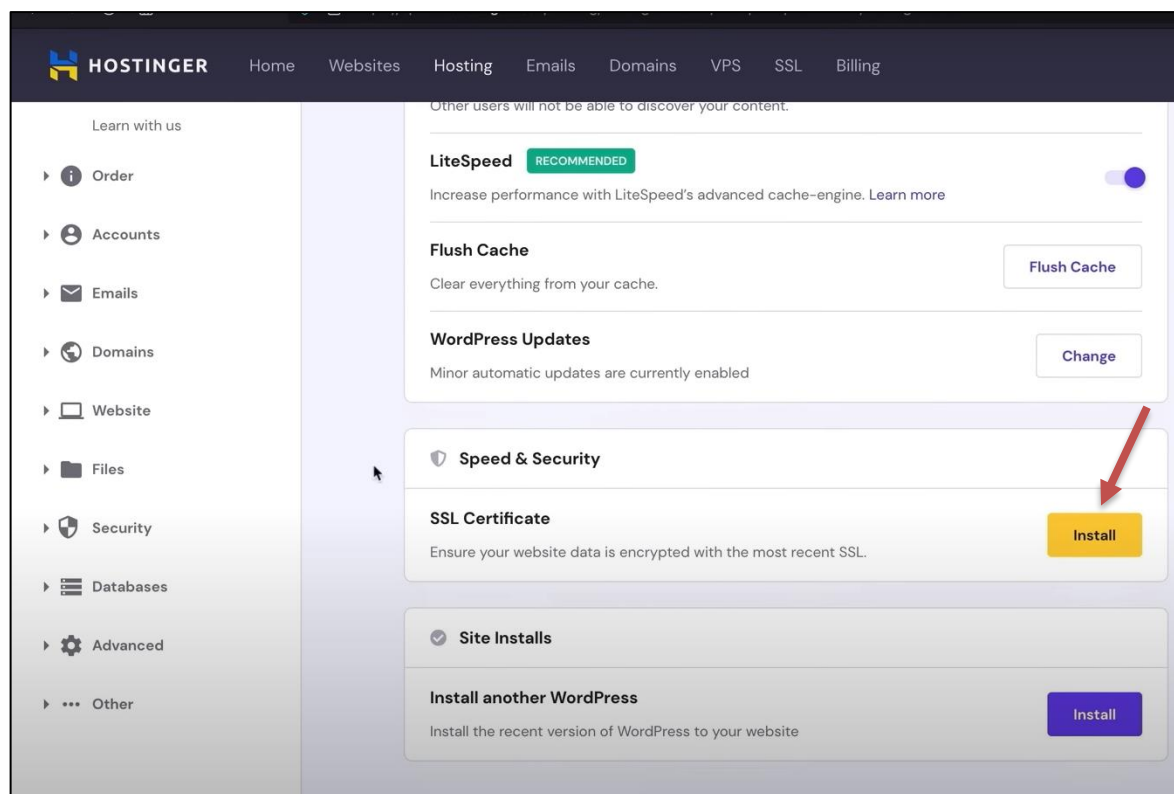 HOSTINGER Home Websites Hosting Emails Domains VPS SSL Billing
Learn with us
Order
Accounts
Emails
Domains
Website
Files
Security
Databases
Advanced
Other
Other users will not be able to discover your content.
LiteSpeed RECOMMENDED
Increase performance with LiteSpeed's advanced cache-engine. Learn more
Flush Cache
Clear everything from your cache.
Flush Cache
WordPress Updates
Minor automatic updates are currently enabled
Change
Speed & Security
SSL Certificate
Ensure your website data is encrypted with the most recent SSL.
Install
Site Installs
Install another WordPress
Install the recent version of WordPress to your website
Install